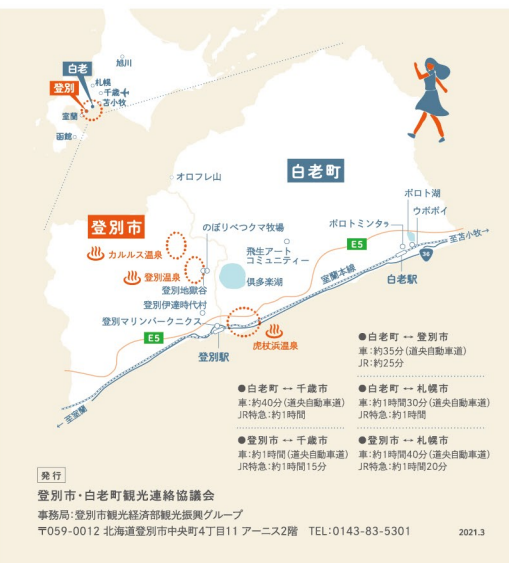 旭川
白老
札幌
登別
千歳
苫小牧
室蘭
函館
オロフレ山
白老町
ポロト湖
ウポポイ
登別市
のぼりべつクマ牧場
ポロトミンタㇻ
至苫小牧→
カルルス温泉
飛生アート
コミュニティー
E5
室蘭本線
36
白老駅
登別温泉
登別地獄谷
倶多楽湖
登別伊達時代村
登別マリンパークニクス
虎杖浜温泉
E5
登別駅
←至室蘭
●白老町 ↔ 登別市
車:約35分(道央自動車道)
JR:約25分
●白老町 ↔ 千歳市
車:約40分(道央自動車道)
JR特急:約1時間
●白老町 ↔ 札幌市
車:約1時間30分(道央自動車道)
JR特急:約1時間
●登別市 ↔ 千歳市
車:約1時間(道央自動車道)
JR特急:約1時間15分
●登別市 ↔ 札幌市
車:約1時間40分(道央自動車道)
JR特急:約1時間20分
発行
登別市・白老町観光連絡協議会
事務局:登別市観光経済部観光振興グループ
〒059-0012 北海道登別市中央町4丁目11 アーニス2階 TEL:0143-83-5301
2021.3